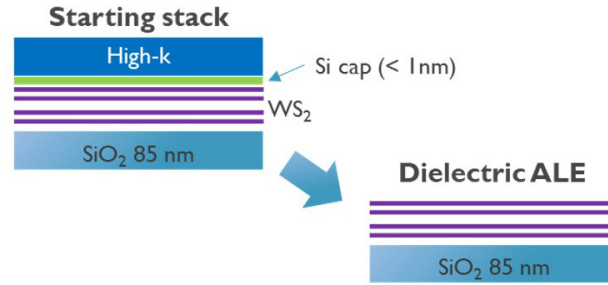 Starting stack
High-k
Si cap (< 1nm)
WS₂
SiO₂ 85 nm
Dielectric ALE
SiO₂ 85 nm